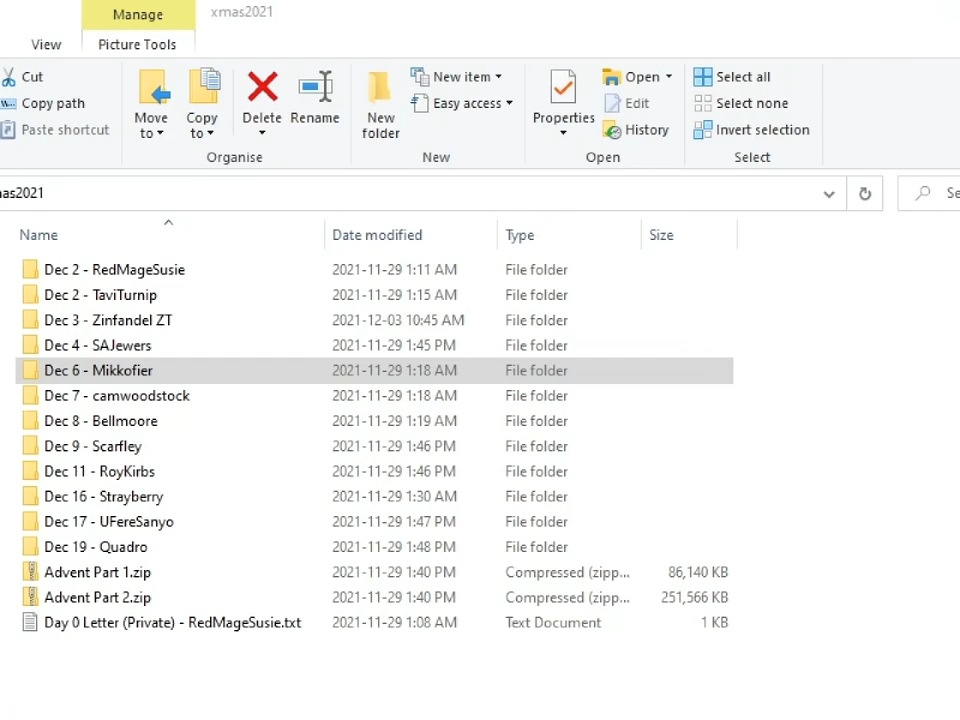 Manage xmas2021
View Picture Tools
Cut
Copy path
Paste shortcut
Move to
Copy to
Delete
Rename
Organise
New folder
New item
Easy access
New
Properties
Open
Edit
History
Open
Select all
Select none
Invert selection
Select
mas2021 Se
Name Date modified Type Size
Dec 2 - RedMageSusie 2021-11-29 1:11 AM File folder
Dec 2 - TaviTurnip 2021-11-29 1:15 AM File folder
Dec 3 - Zinfandel ZT 2021-12-03 10:45 AM File folder
Dec 4 - SAJewers 2021-11-29 1:45 PM File folder
Dec 6 - Mikkofier 2021-11-29 1:18 AM File folder
Dec 7 - camwoodstock 2021-11-29 1:18 AM File folder
Dec 8 - Bellmoore 2021-11-29 1:19 AM File folder
Dec 9 - Scarfley 2021-11-29 1:46 PM File folder
Dec 11 - RoyKirbs 2021-11-29 1:46 PM File folder
Dec 16 - Strayberry 2021-11-29 1:30 AM File folder
Dec 17 - UFereSanyo 2021-11-29 1:47 PM File folder
Dec 19 - Quadro 2021-11-29 1:48 PM File folder
Advent Part 1.zip 2021-11-29 1:40 PM Compressed (zipp... 86,140 KB
Advent Part 2.zip 2021-11-29 1:40 PM Compressed (zipp... 251,566 KB
Day 0 Letter (Private) - RedMageSusie.txt 2021-11-29 1:08 AM Text Document 1 KB